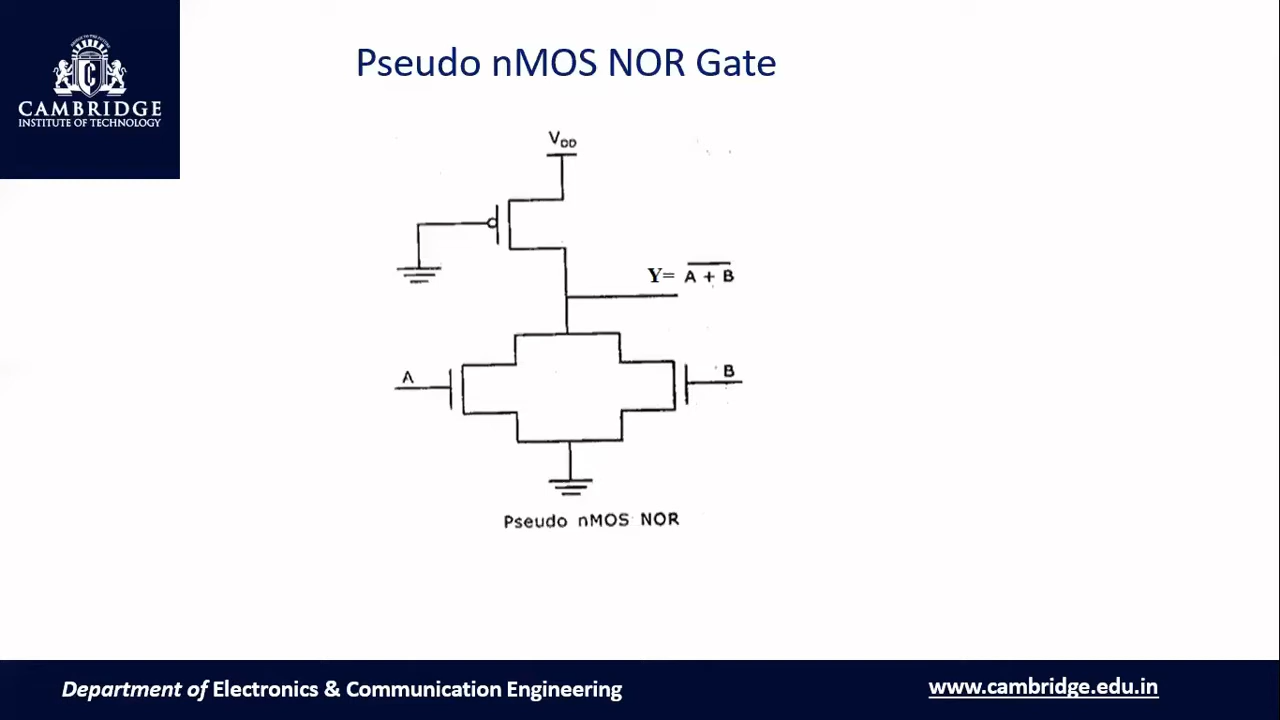 CAMBRIDGE
INSTITUTE OF TECHNOLOGY
Pseudo nMOS NOR Gate
VDD
Y= A + B
A
B
Pseudo nMOS NOR
Department of Electronics & Communication Engineering
www.cambridge.edu.in